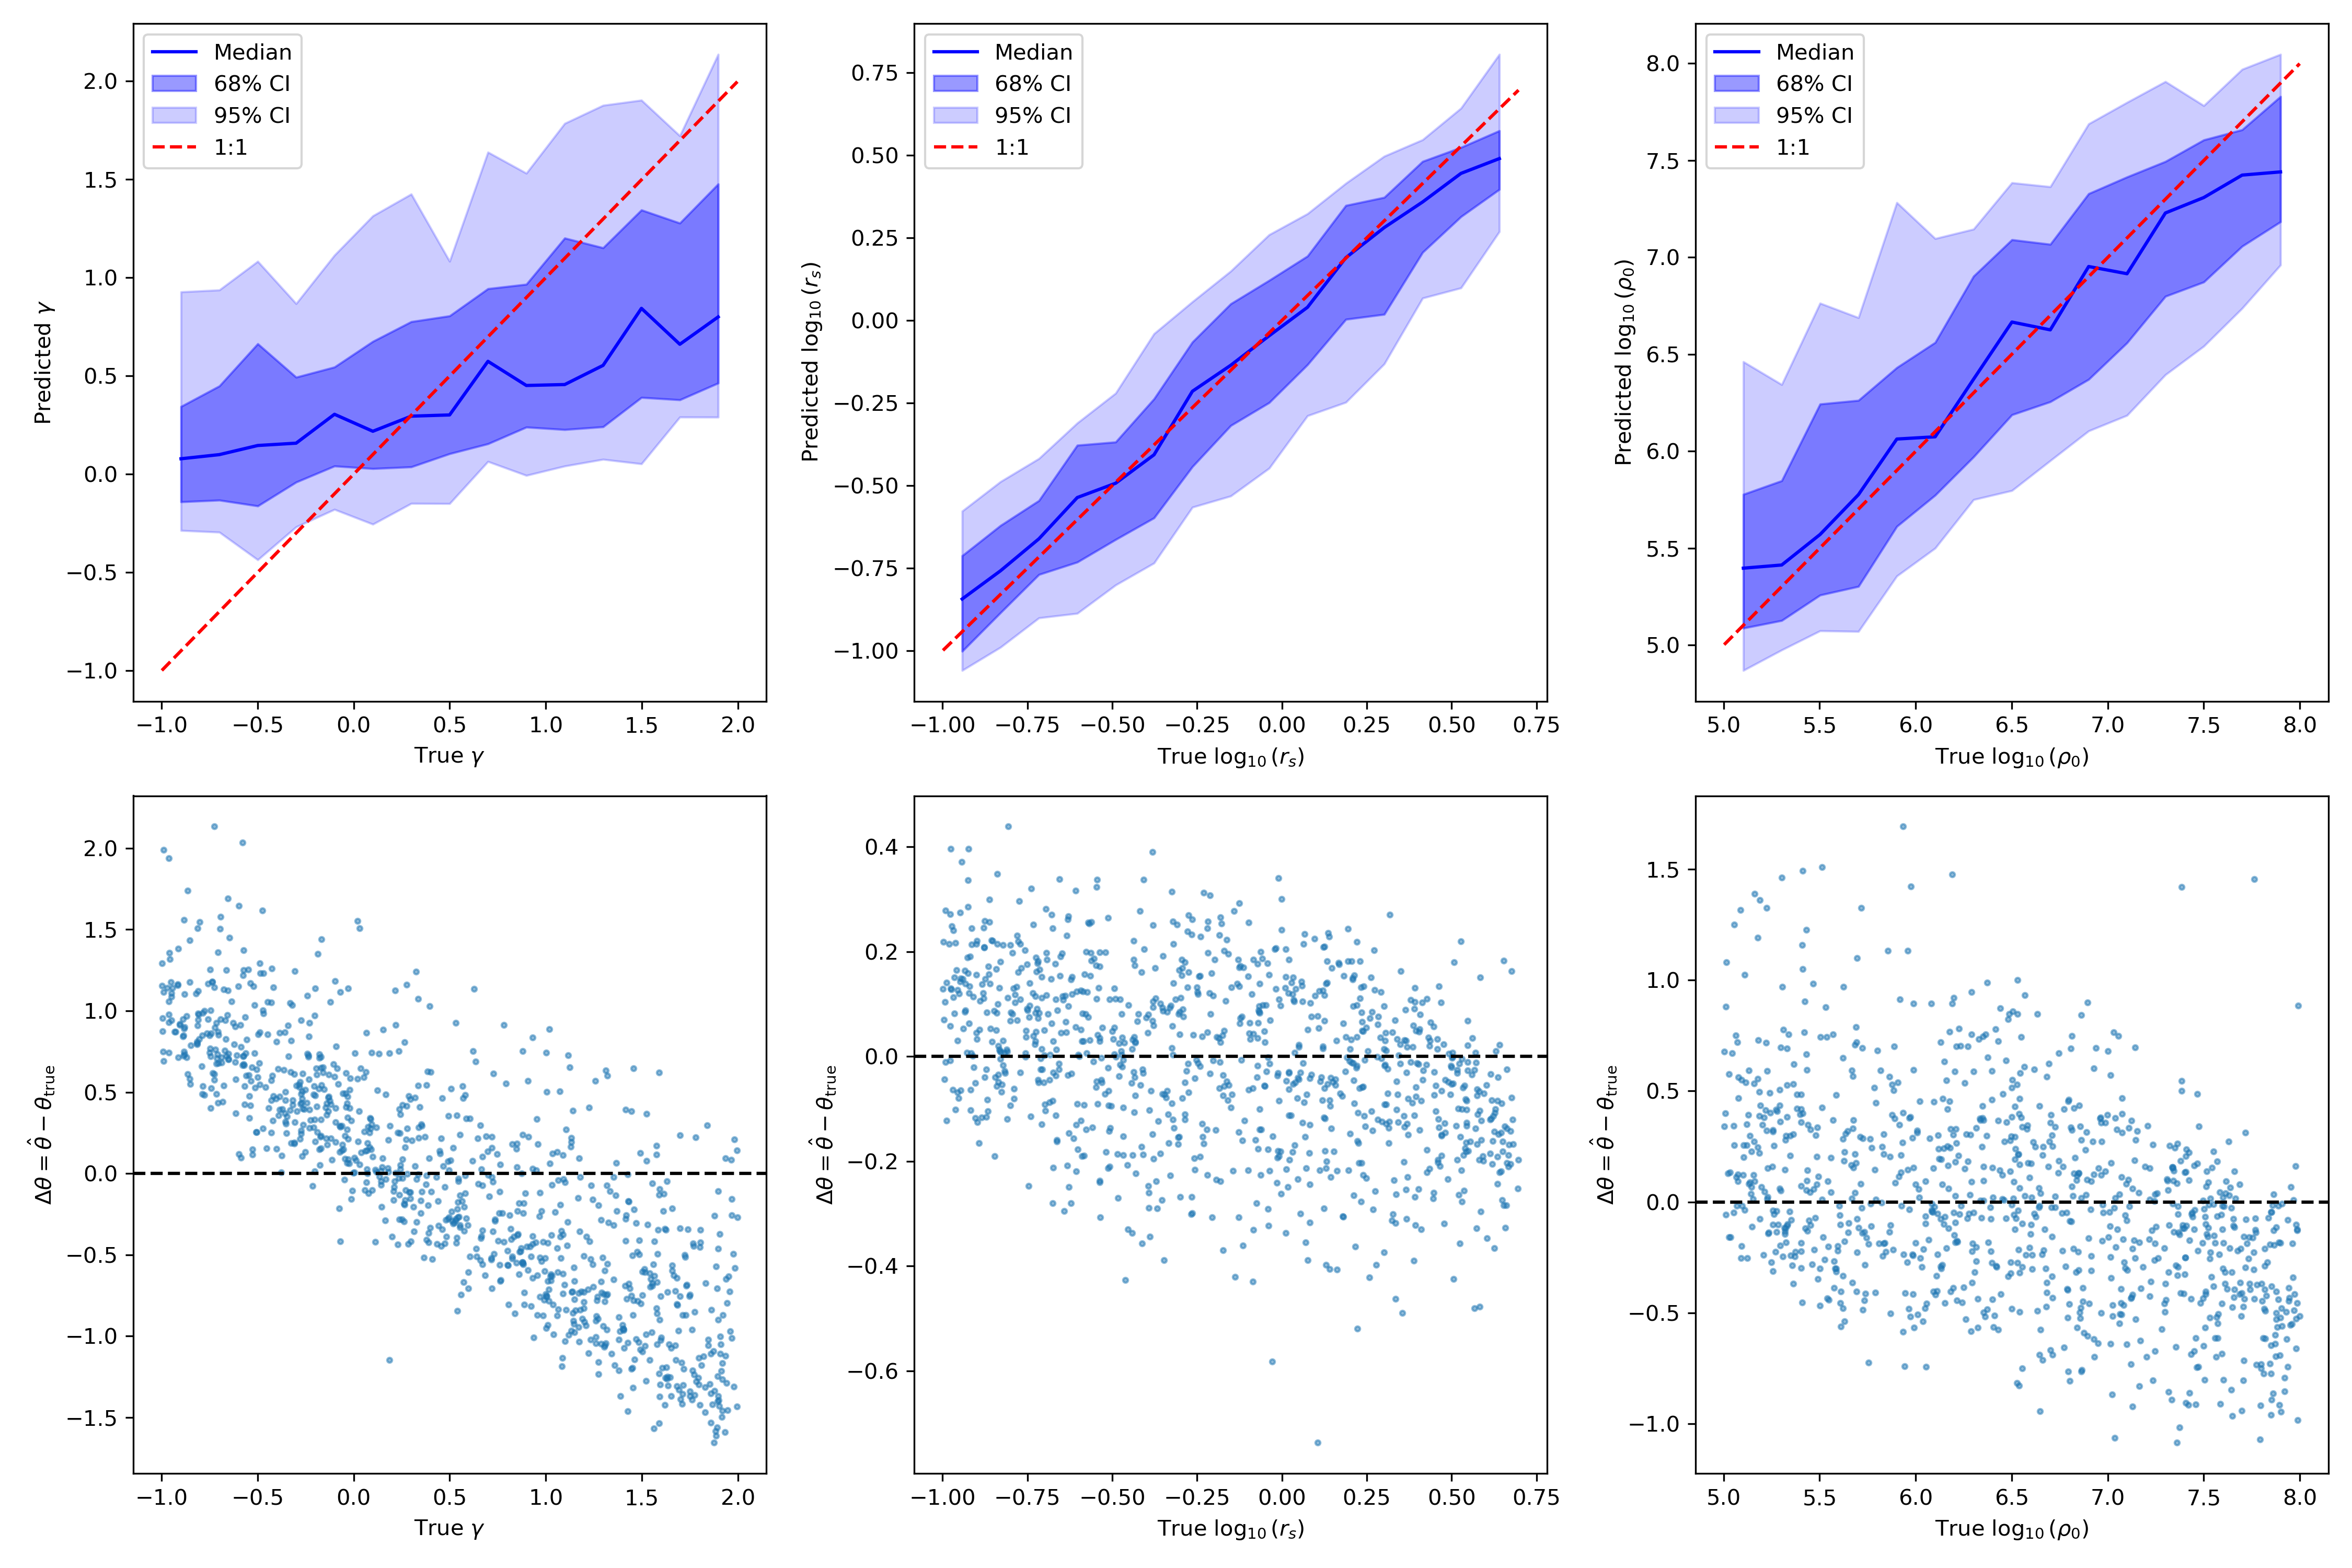 Median
68% CI
95% CI
1:1
2.0
1.5
1.0
0.5
0.0
−0.5
−1.0
Predicted γ
−1.0 −0.5 0.0 0.5 1.0 1.5 2.0
True γ
Median
68% CI
95% CI
1:1
0.75
0.50
0.25
0.00
−0.25
−0.50
−0.75
−1.00
Predicted log₁₀(rₛ)
−1.00 −0.75 −0.50 −0.25 0.00 0.25 0.50 0.75
True log₁₀(rₛ)
Median
68% CI
95% CI
1:1
8.0
7.5
7.0
6.5
6.0
5.5
5.0
Predicted log₁₀(ρ₀)
5.0 5.5 6.0 6.5 7.0 7.5 8.0
True log₁₀(ρ₀)
2.0
1.5
1.0
0.5
0.0
−0.5
−1.0
−1.5
Δθ = θ̂ − θtrue
−1.0 −0.5 0.0 0.5 1.0 1.5 2.0
True γ
0.4
0.2
0.0
−0.2
−0.4
−0.6
Δθ = θ̂ − θtrue
−1.00 −0.75 −0.50 −0.25 0.00 0.25 0.50 0.75
True log₁₀(rₛ)
1.5
1.0
0.5
0.0
−0.5
−1.0
Δθ = θ̂ − θtrue
5.0 5.5 6.0 6.5 7.0 7.5 8.0
True log₁₀(ρ₀)